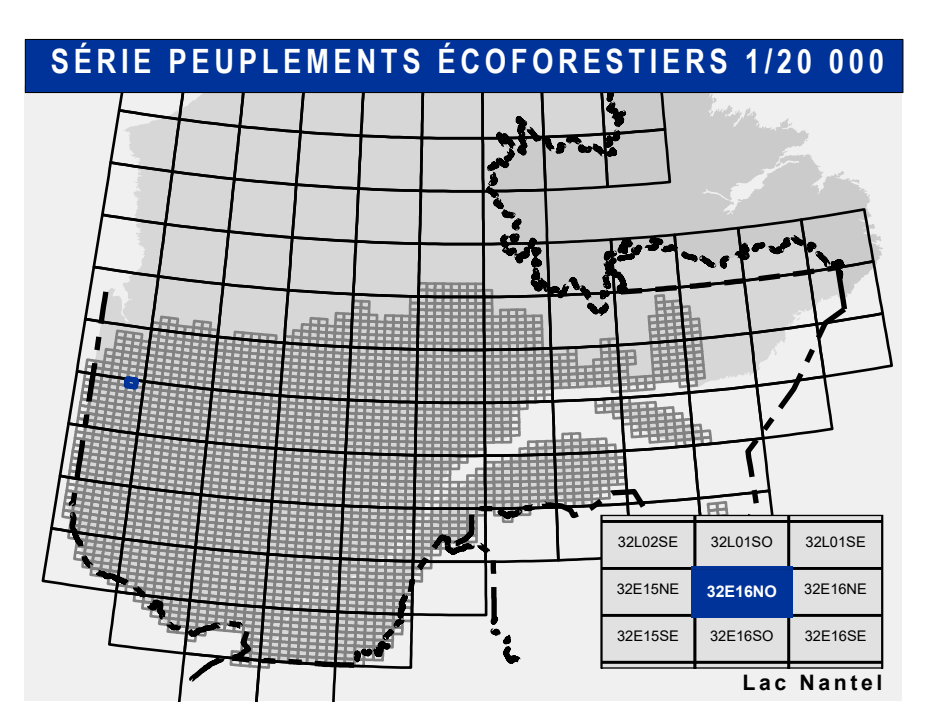 SÉRIE PEUPLEMENTS ÉCOFORESTIERS 1/20 000
32L02SE 32L01SO 32L01SE
32E15NE 32E16NO 32E16NE
32E15SE 32E16SO 32E16SE
Lac Nantel